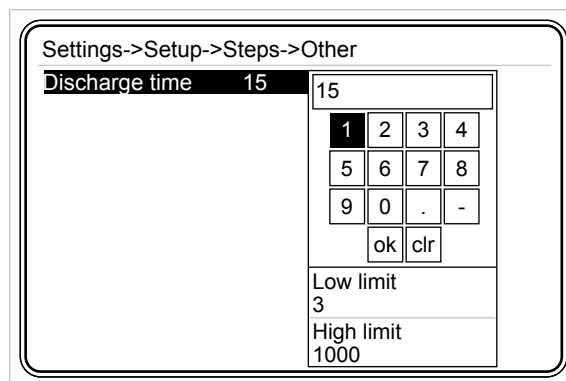 Settings->Setup->Steps->Other
Discharge time 15
15
1 2 3 4
5 6 7 8
9 0 . -
ok clr
Low limit
3
High limit
1000